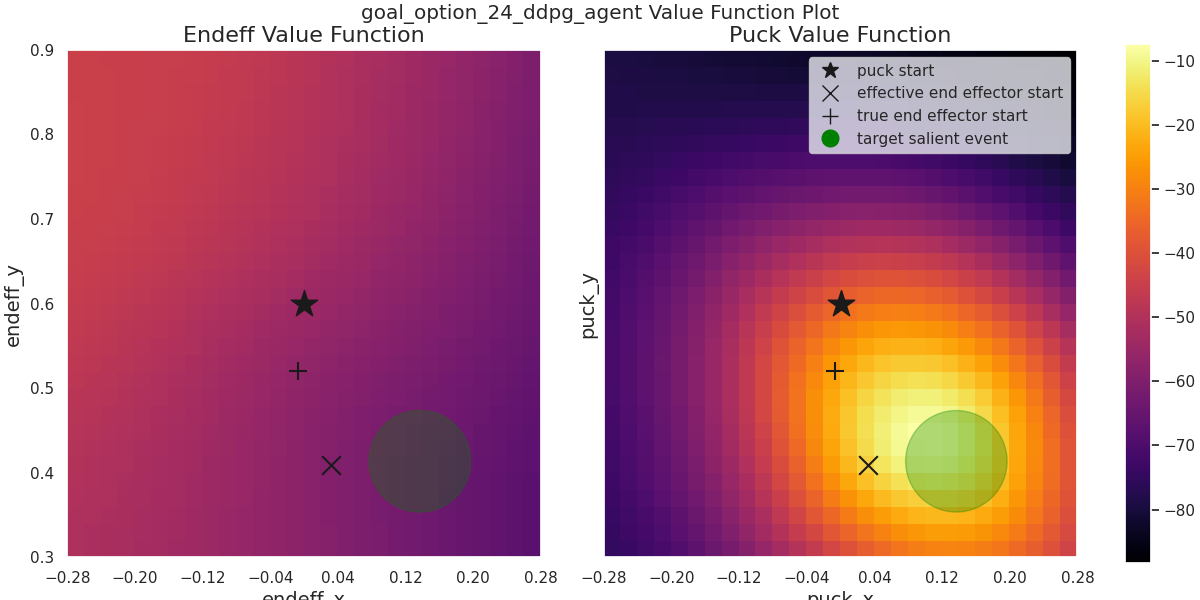 goal_option_24_ddpg_agent Value Function Plot
Endeff Value Function
Puck Value Function
puck start
effective end effector start
true end effector start
target salient event
endeff_y
0.9
0.8
0.7
0.6
0.5
0.4
0.3
−0.28 −0.20 −0.12 −0.04 0.04 0.12 0.20 0.28
endeff_x
puck_y
−0.28 −0.20 −0.12 −0.04 0.04 0.12 0.20 0.28
puck_x
−10
−20
−30
−40
−50
−60
−70
−80